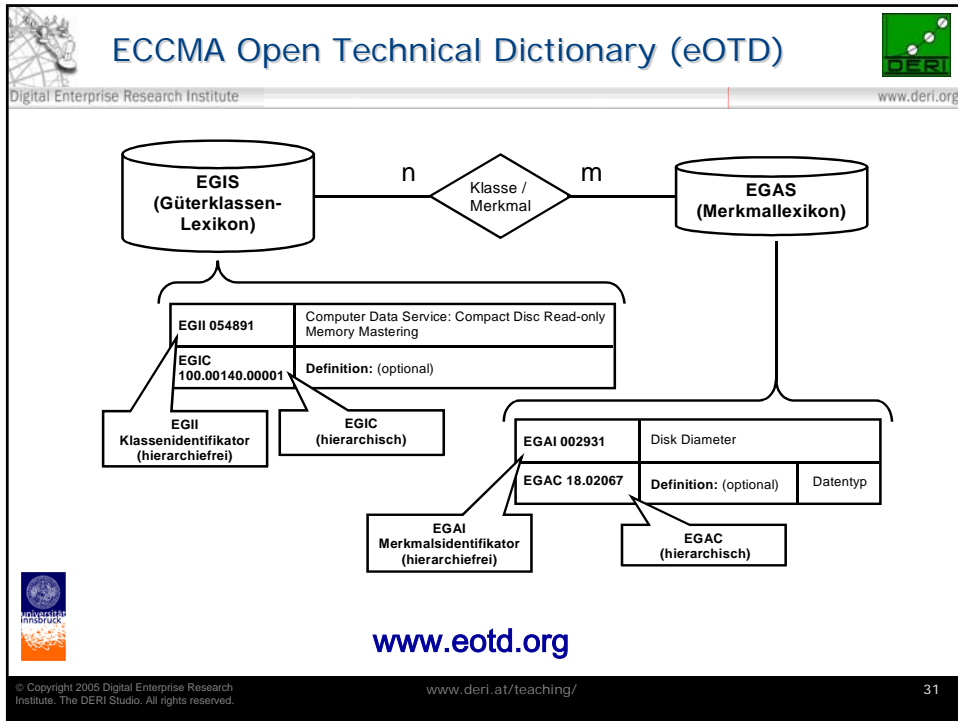 ECCMA Open Technical Dictionary (eOTD)
DERI
Digital Enterprise Research Institute
www.deri.org
EGIS
(Güterklassen-
Lexikon)
n
Klasse /
Merkmal
m
EGAS
(Merkmallexikon)
EGII 054891
Computer Data Service: Compact Disc Read-only
Memory Mastering
EGIC
100.00140.00001
Definition: (optional)
EGII
Klassenidentifikator
(hierarchiefrei)
EGIC
(hierarchisch)
EGAI 002931
Disk Diameter
EGAC 18.02067
Definition: (optional)
Datentyp
EGAI
Merkmalsidentifikator
(hierarchiefrei)
EGAC
(hierarchisch)
universität
innsbruck
www.eotd.org
© Copyright 2005 Digital Enterprise Research
Institute. The DERI Studio. All rights reserved.
www.deri.at/teaching/
31